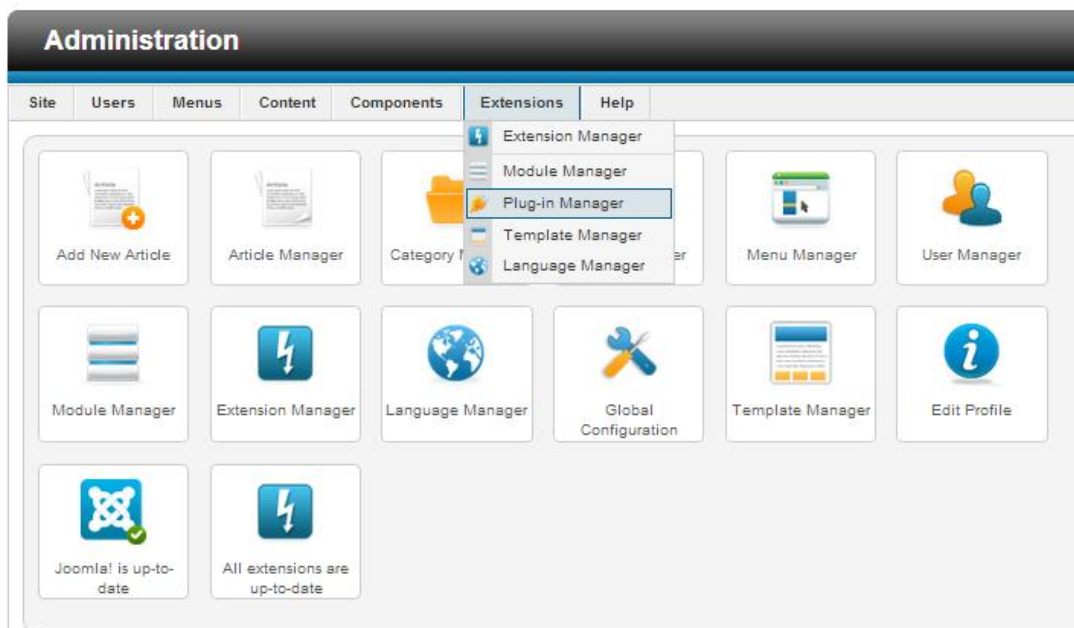 Administration
Site Users Menus Content Components Extensions Help
Extension Manager
Module Manager
Plug-in Manager
Template Manager
Language Manager
Add New Article
Article Manager
Category
Menu Manager
User Manager
Module Manager
Extension Manager
Language Manager
Global
Configuration
Template Manager
Edit Profile
Joomla! is up-to-
date
All extensions are
up-to-date